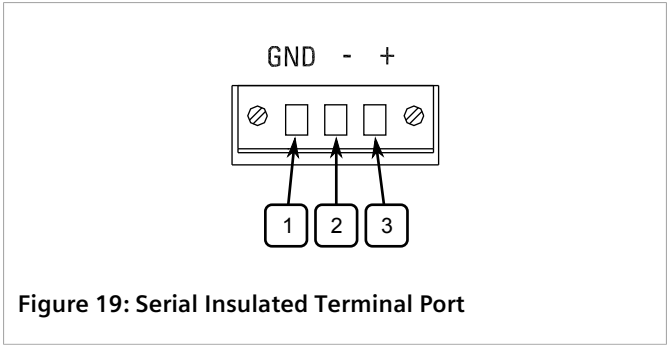 GND - +
1 2 3
Figure 19: Serial Insulated Terminal Port